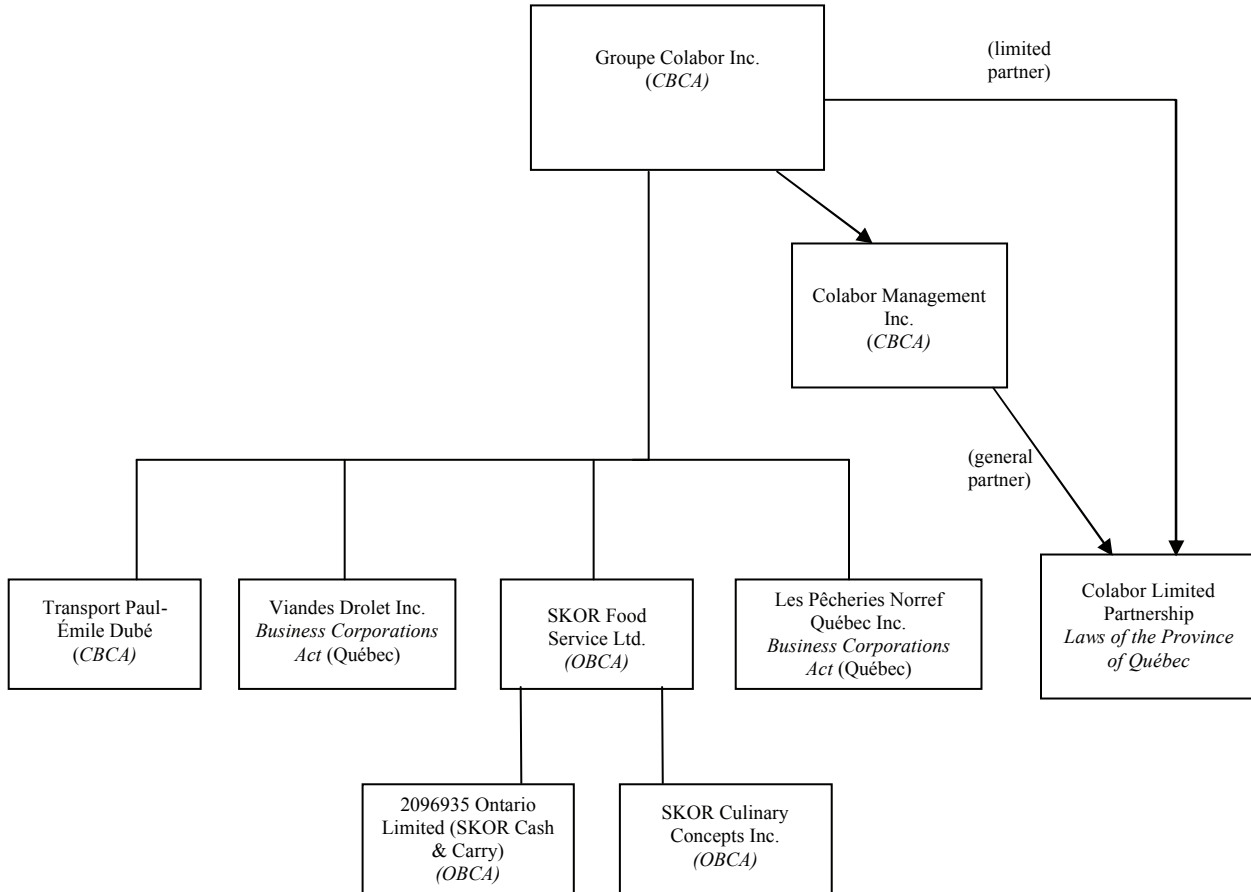 Groupe Colabor Inc.
(CBCA)
(limited
partner)
Colabor Management
Inc.
(CBCA)
(general
partner)
Transport Paul-
Émile Dubé
(CBCA)
Viandes Drolet Inc.
Business Corporations
Act (Québec)
SKOR Food
Service Ltd.
(OBCA)
Les Pêcheries Norref
Québec Inc.
Business Corporations
Act (Québec)
Colabor Limited
Partnership
Laws of the Province
of Québec
2096935 Ontario
Limited (SKOR Cash
& Carry)
(OBCA)
SKOR Culinary
Concepts Inc.
(OBCA)